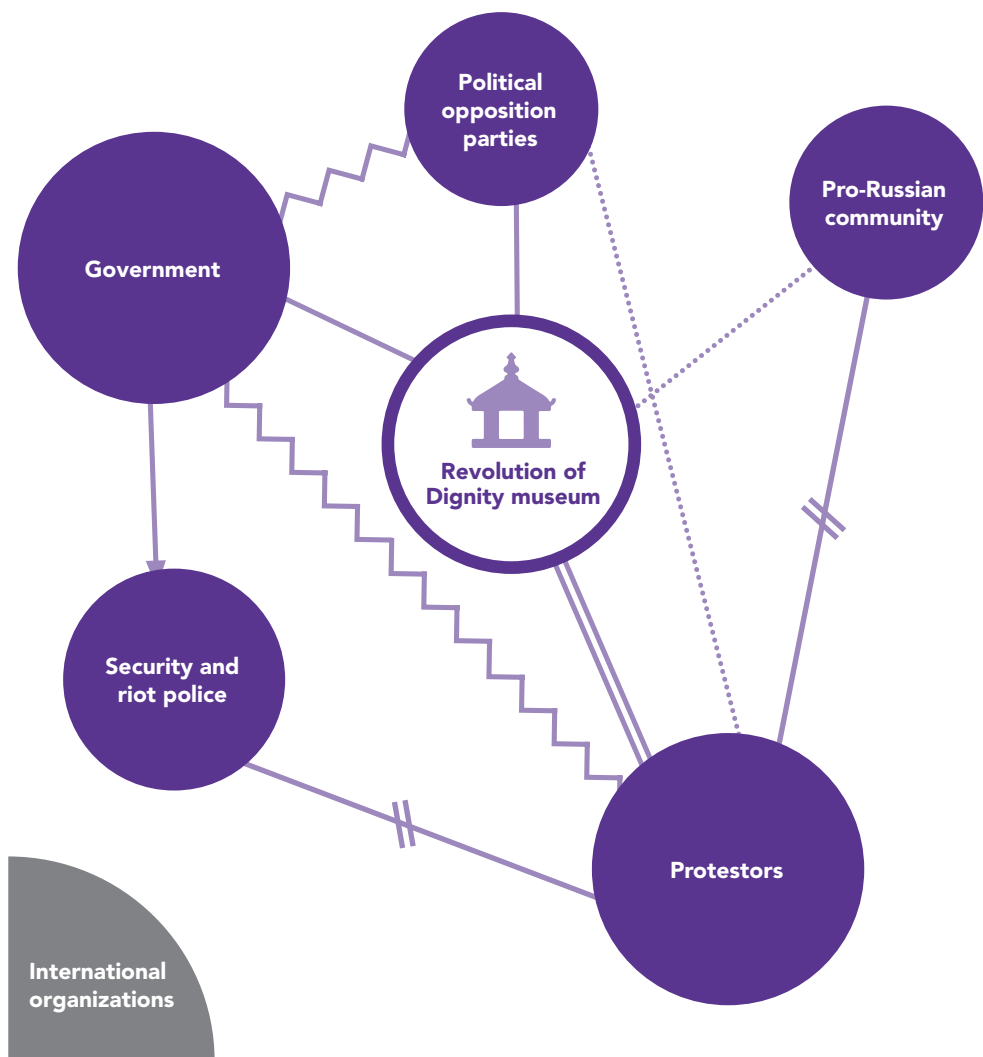 Political
opposition
parties
Pro-Russian
community
Government
Revolution of
Dignity museum
Security and
riot police
Protestors
International
organizations